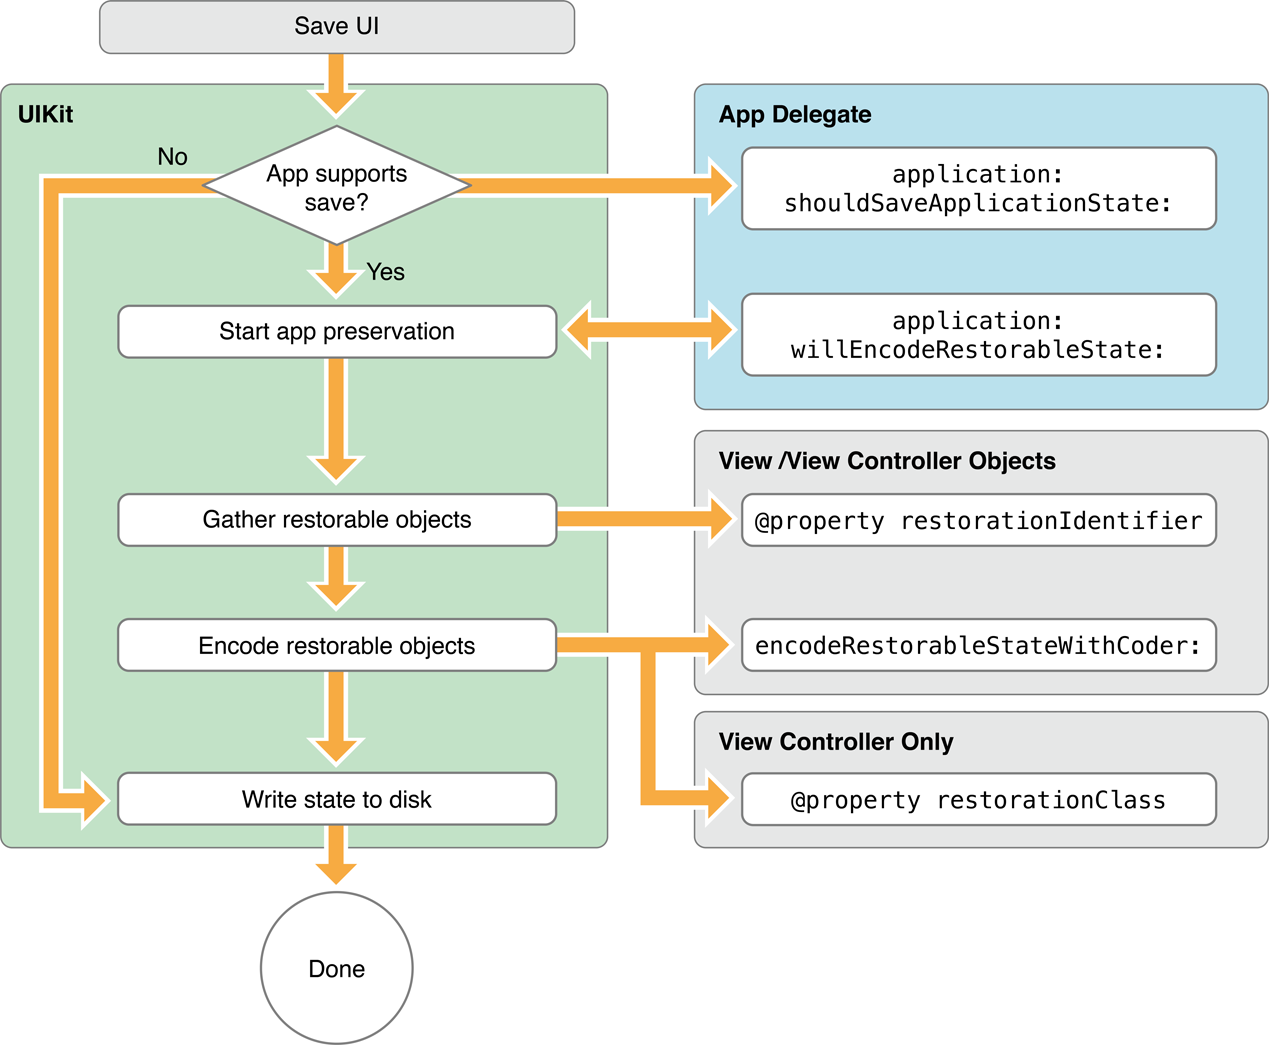 Save UI
UIKit
No
App supports
save?
Yes
Start app preservation
Gather restorable objects
Encode restorable objects
Write state to disk
Done
App Delegate
application:
shouldSaveApplicationState:
application:
willEncodeRestorableState:
View /View Controller Objects
@property restorationIdentifier
encodeRestorableStateWithCoder:
View Controller Only
@property restorationClass